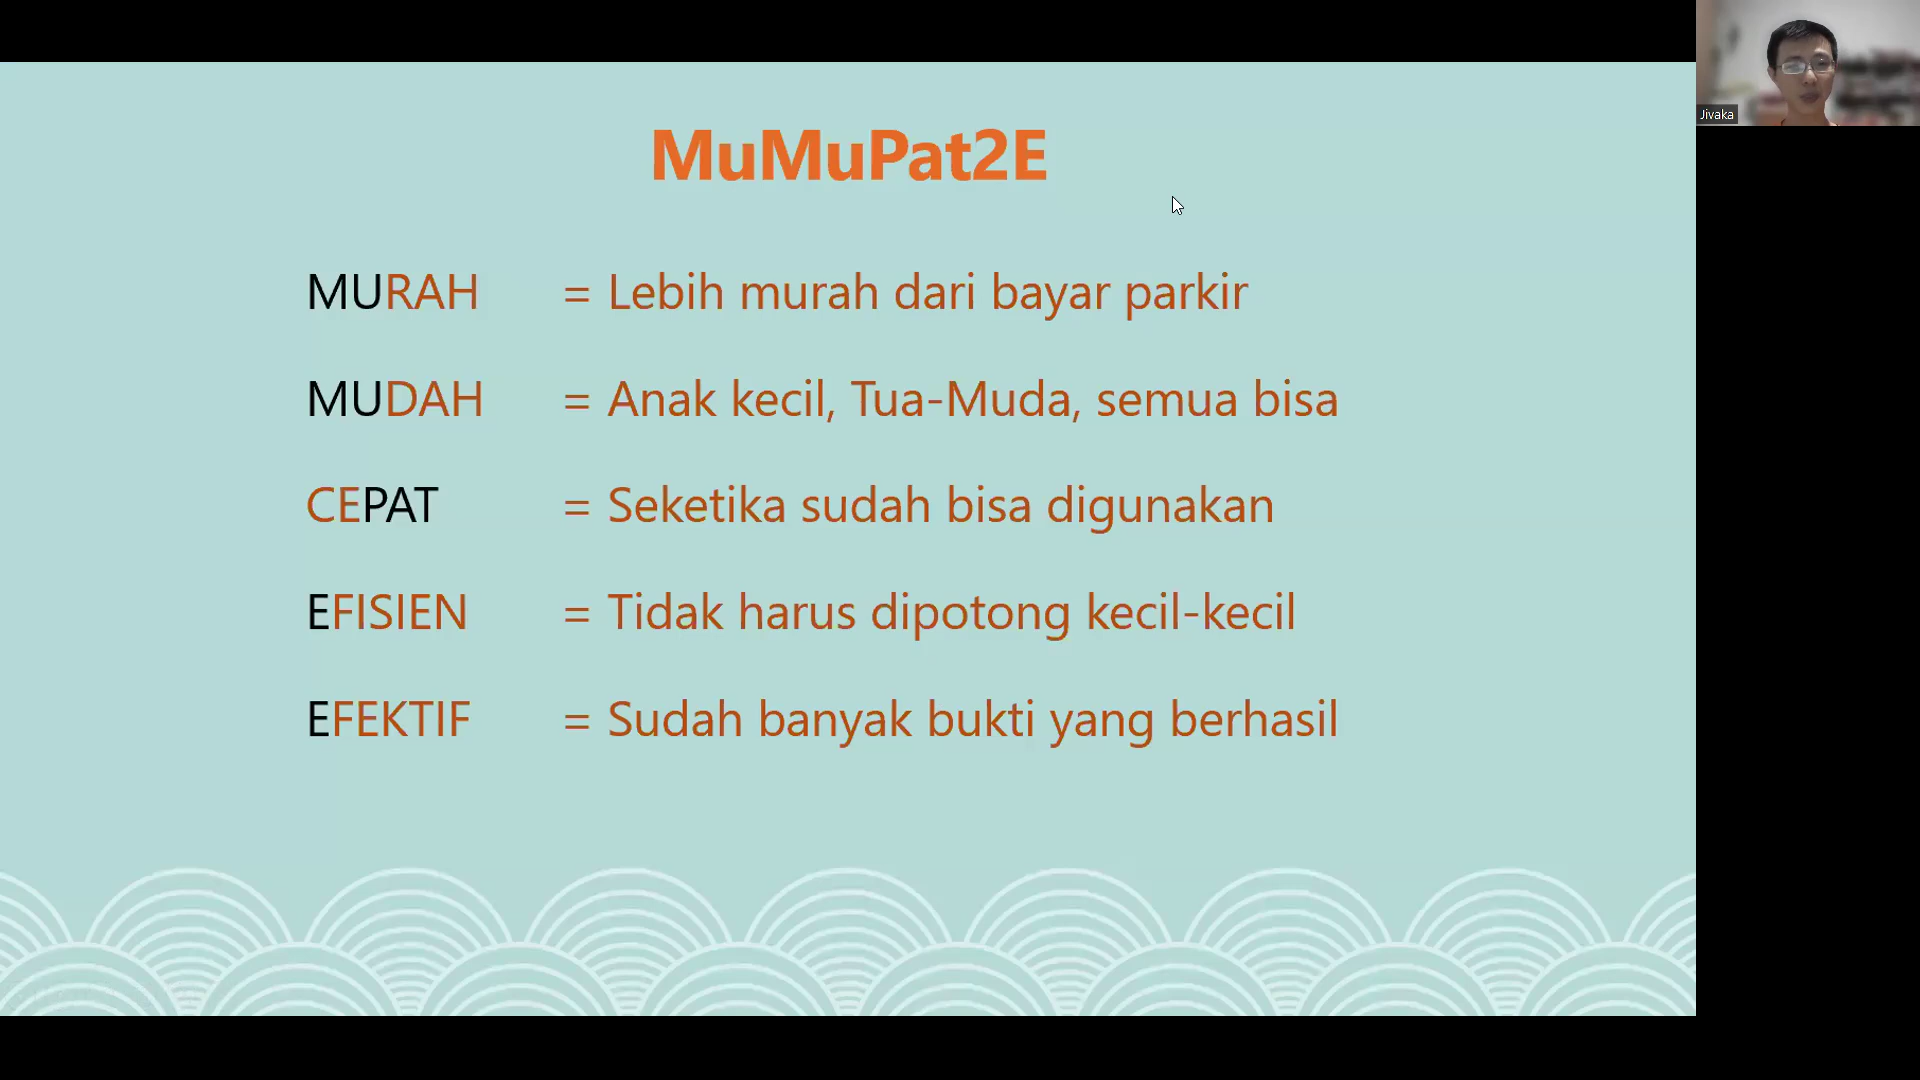 MuMuPat2E
MURAH = Lebih murah dari bayar parkir
MUDAH = Anak kecil, Tua-Muda, semua bisa
CEPAT = Seketika sudah bisa digunakan
EFISIEN = Tidak harus dipotong kecil-kecil
EFEKTIF = Sudah banyak bukti yang berhasil
Jivaka